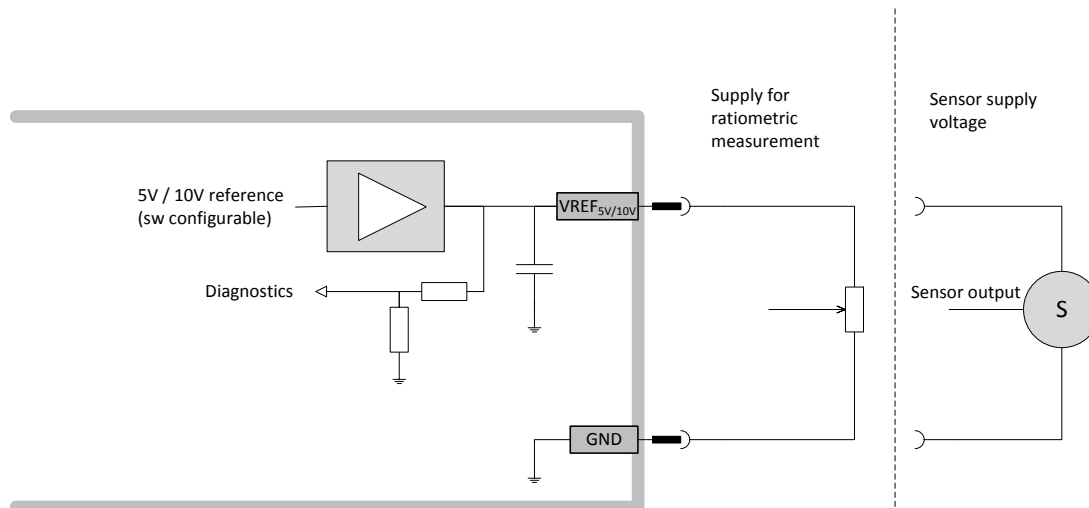 Supply for
ratiometric
measurement
Sensor supply
voltage
5V / 10V reference
(sw configurable)
VREF5V/10V
Diagnostics
Sensor output
S
GND